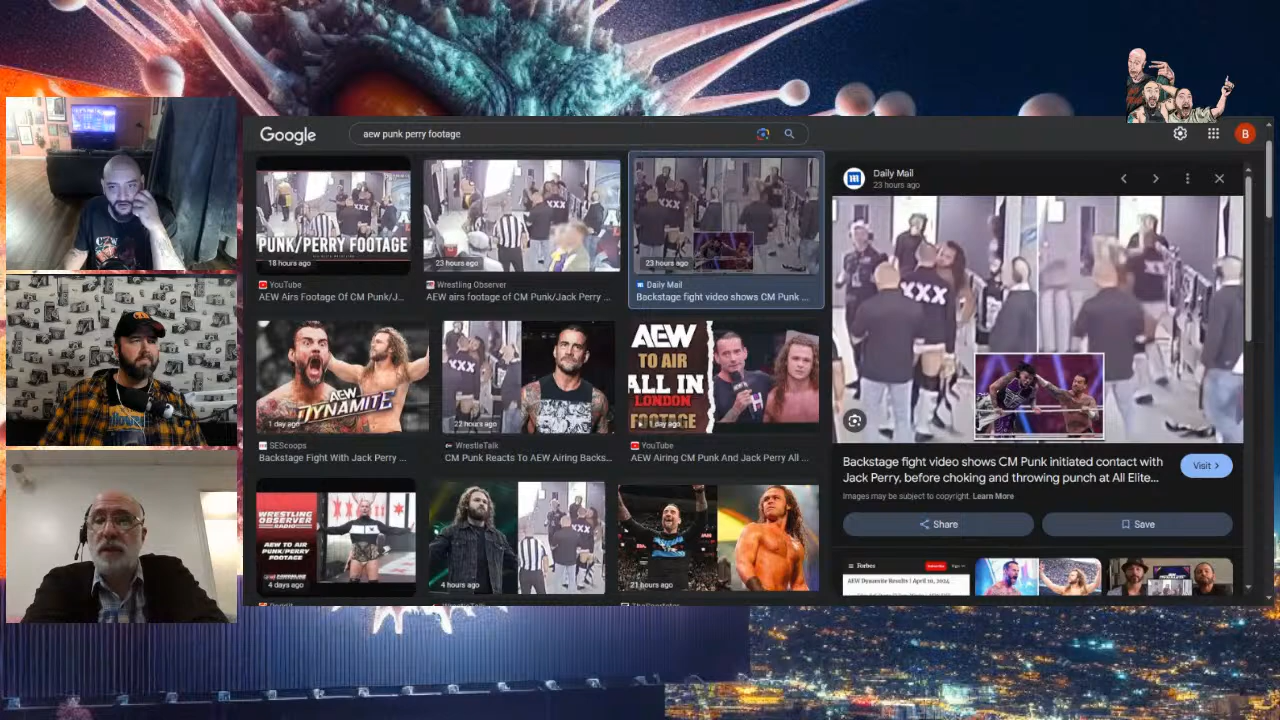 Google
aew punk perry footage
B
PUNK/PERRY FOOTAGE
18 hours ago
YouTube
AEW Airs Footage Of CM Punk/J...
23 hours ago
Wrestling Observer
AEW airs footage of CM Punk/Jack Perry ...
XXX
23 hours ago
Daily Mail
Backstage fight video shows CM Punk ...
Daily Mail
23 hours ago
XXX
Backstage fight video shows CM Punk initiated contact with
Jack Perry, before choking and throwing punch at All Elite...
Visit
Images may be subject to copyright. Learn More
Share
Save
AEW
DYNAMITE
1 day ago
SEScoops
Backstage Fight With Jack Perry ...
XXX
22 hours ago
WrestleTalk
CM Punk Reacts To AEW Airing Backs...
AEW
TO AIR
ALL IN
LONDON
FOOTAGE
YouTube
AEW Airing CM Punk And Jack Perry All ...
WRESTLING
OBSERVER
RADIO
AEW TO AIR
PUNK/PERRY
FOOTAGE
4 days ago
XXX
4 hours ago
21 hours ago
Forbes
AEW Dynamite Results | April 10, 2024